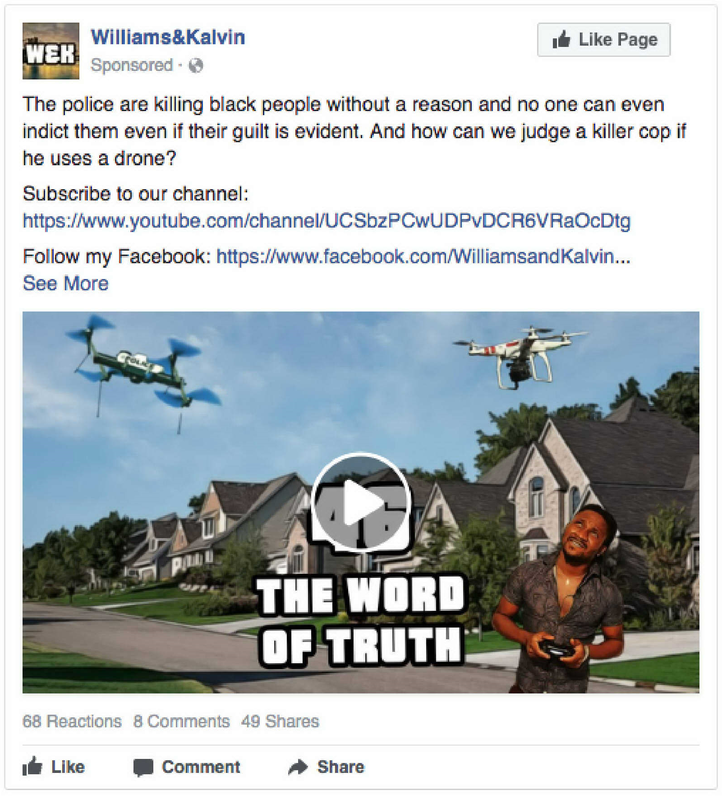 W&K
Williams&Kalvin
Sponsored ·
Like Page
The police are killing black people without a reason and no one can even
indict them even if their guilt is evident. And how can we judge a killer cop if
he uses a drone?
Subscribe to our channel:
https://www.youtube.com/channel/UCSbzPCwUDPvDCR6VRaOcDtg
Follow my Facebook: https://www.facebook.com/WilliamsandKalvin...
See More
POLICE
46
THE WORD
OF TRUTH
68 Reactions 8 Comments 49 Shares
Like Comment Share